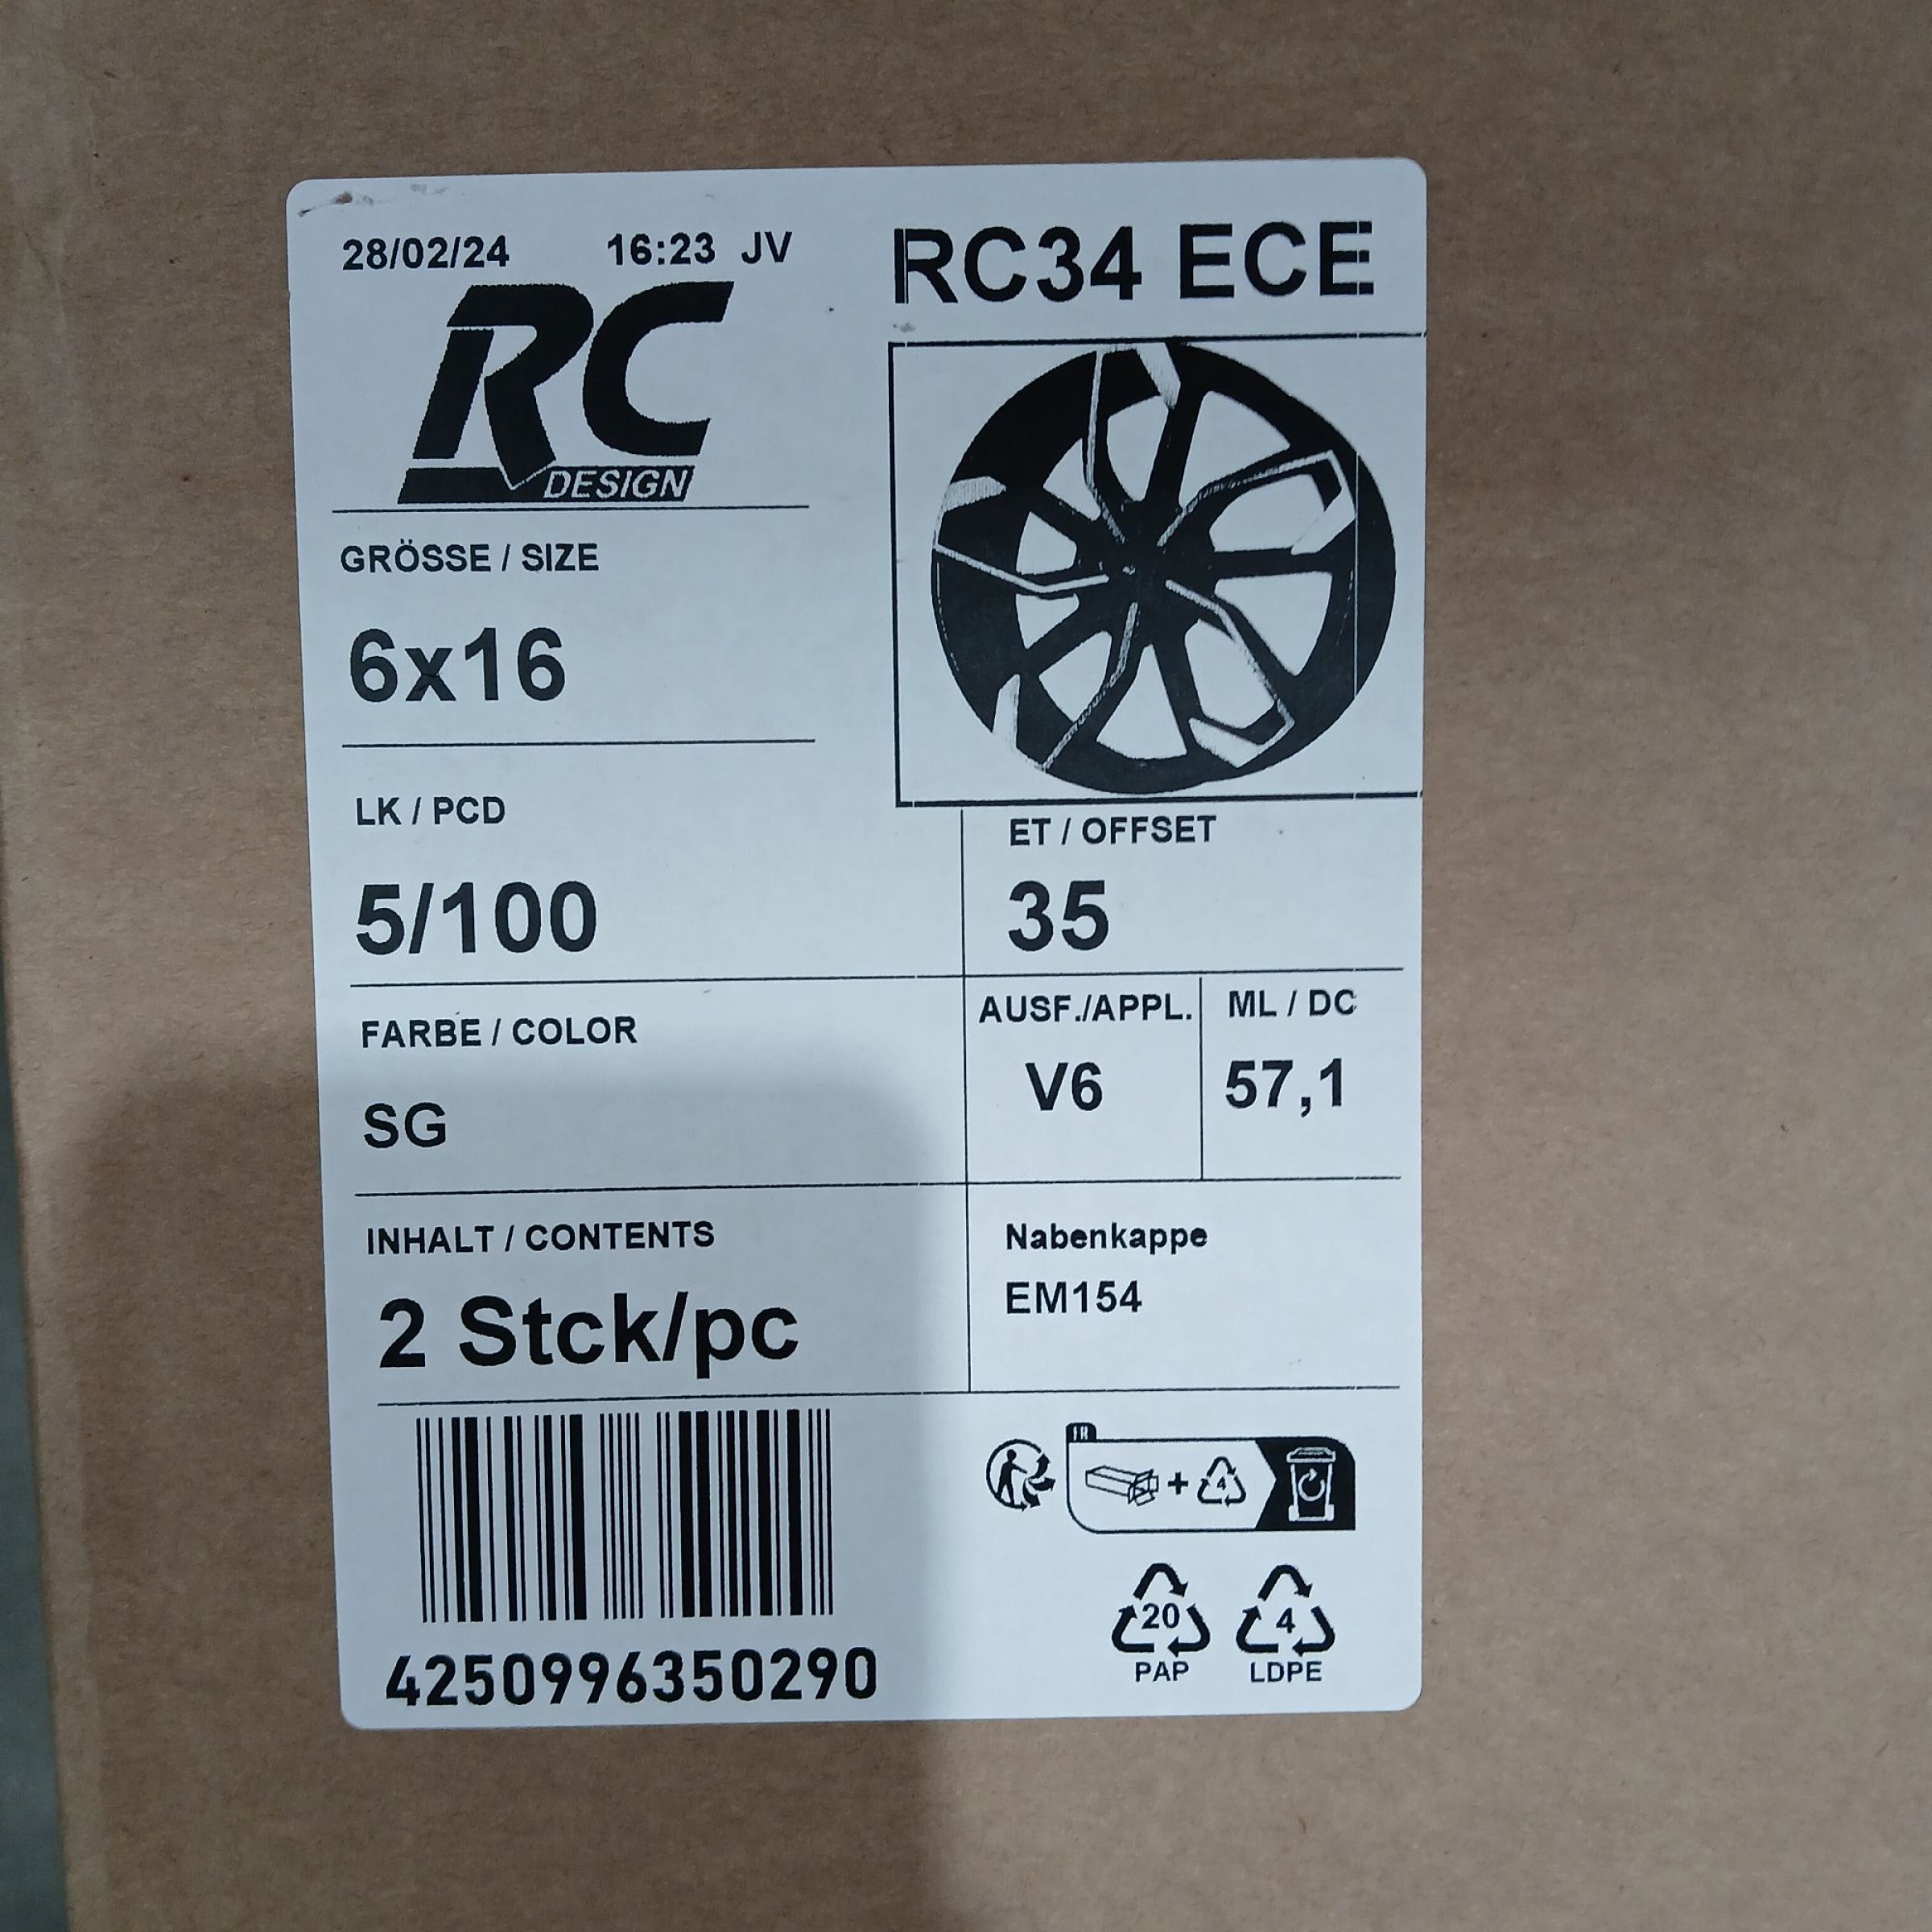 28/02/24 16:23 JV
RC34 ECE
RC
DESIGN
GRÖSSE / SIZE
6x16
LK / PCD
5/100
ET / OFFSET
35
FARBE / COLOR
SG
AUSF./APPL.
V6
ML / DC
57,1
INHALT / CONTENTS
2 Stck/pc
Nabenkappe
EM154
4250996350290
FR
+ 4
20
PAP
4
LDPE